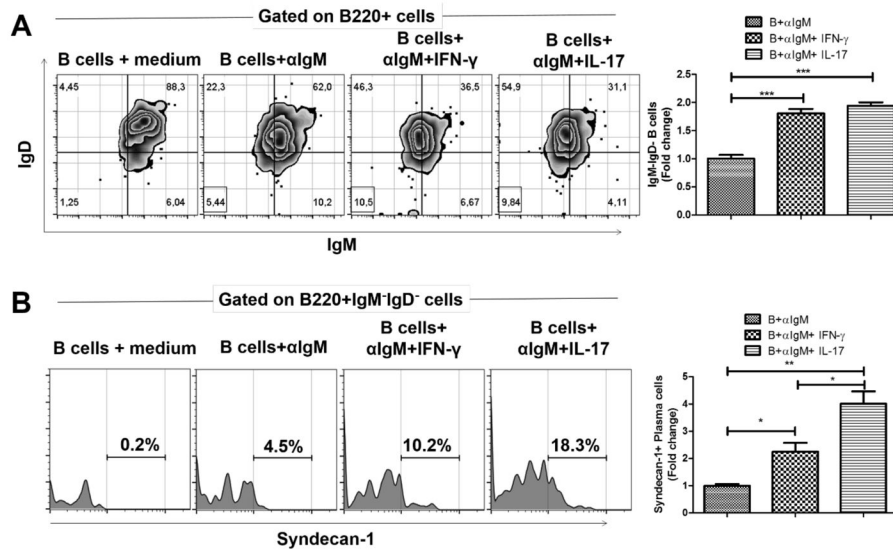 A
Gated on B220+ cells
B cells + medium
B cells+αIgM
B cells+
αIgM+IFN-γ
B cells+
αIgM+IL-17
IgD
4,45
88,3
1,25
6,04
22,3
62,0
5,44
10,2
46,3
36,5
10,5
6,67
54,9
31,1
9,84
4,11
IgM
B+αIgM
B+αIgM+ IFN-γ
B+αIgM+ IL-17
IgM-IgD- B cells
(Fold change)
2.5
2.0
1.5
1.0
0.5
0.0
***
***
B
Gated on B220+IgM⁻IgD⁻ cells
B cells + medium
B cells+αIgM
B cells+
αIgM+IFN-γ
B cells+
αIgM+IL-17
0.2%
4.5%
10.2%
18.3%
Syndecan-1
B+αIgM
B+αIgM+ IFN-γ
B+αIgM+ IL-17
Syndecan-1+ Plasma cells
(Fold change)
5
4
3
2
1
0
**
*
*